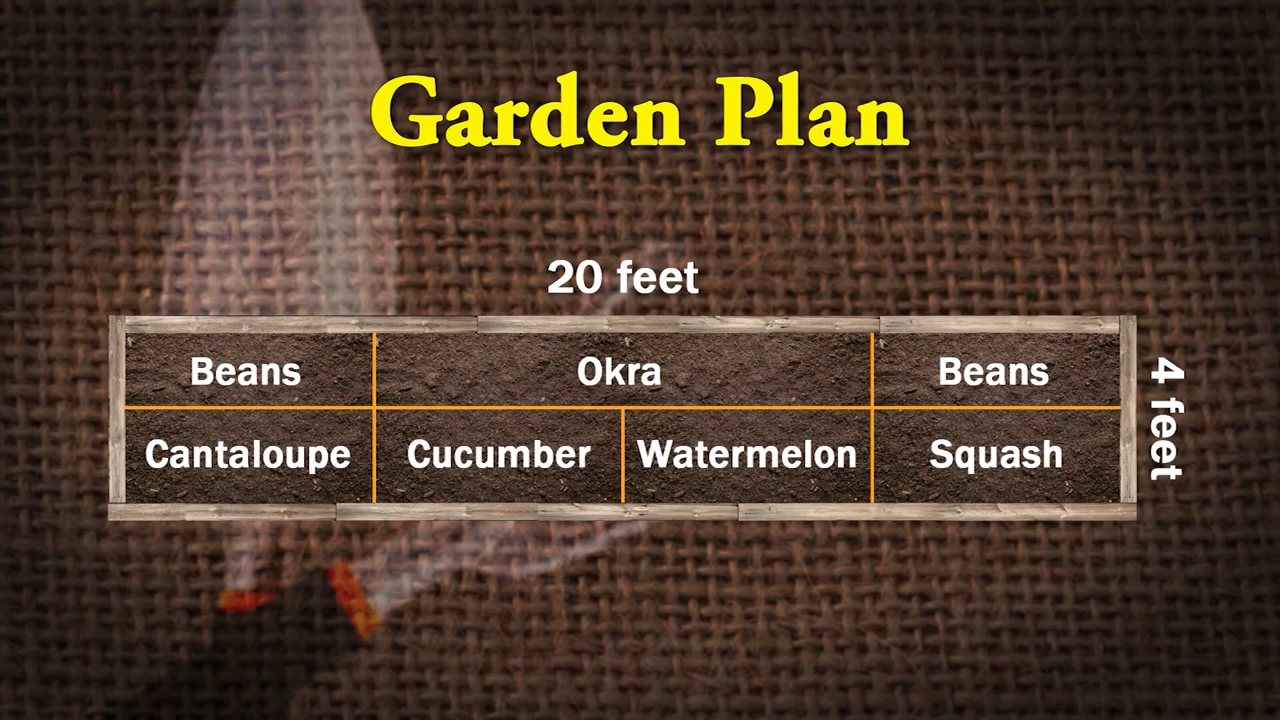 Garden Plan
20 feet
Beans Okra Beans
4 feet
Cantaloupe Cucumber Watermelon Squash